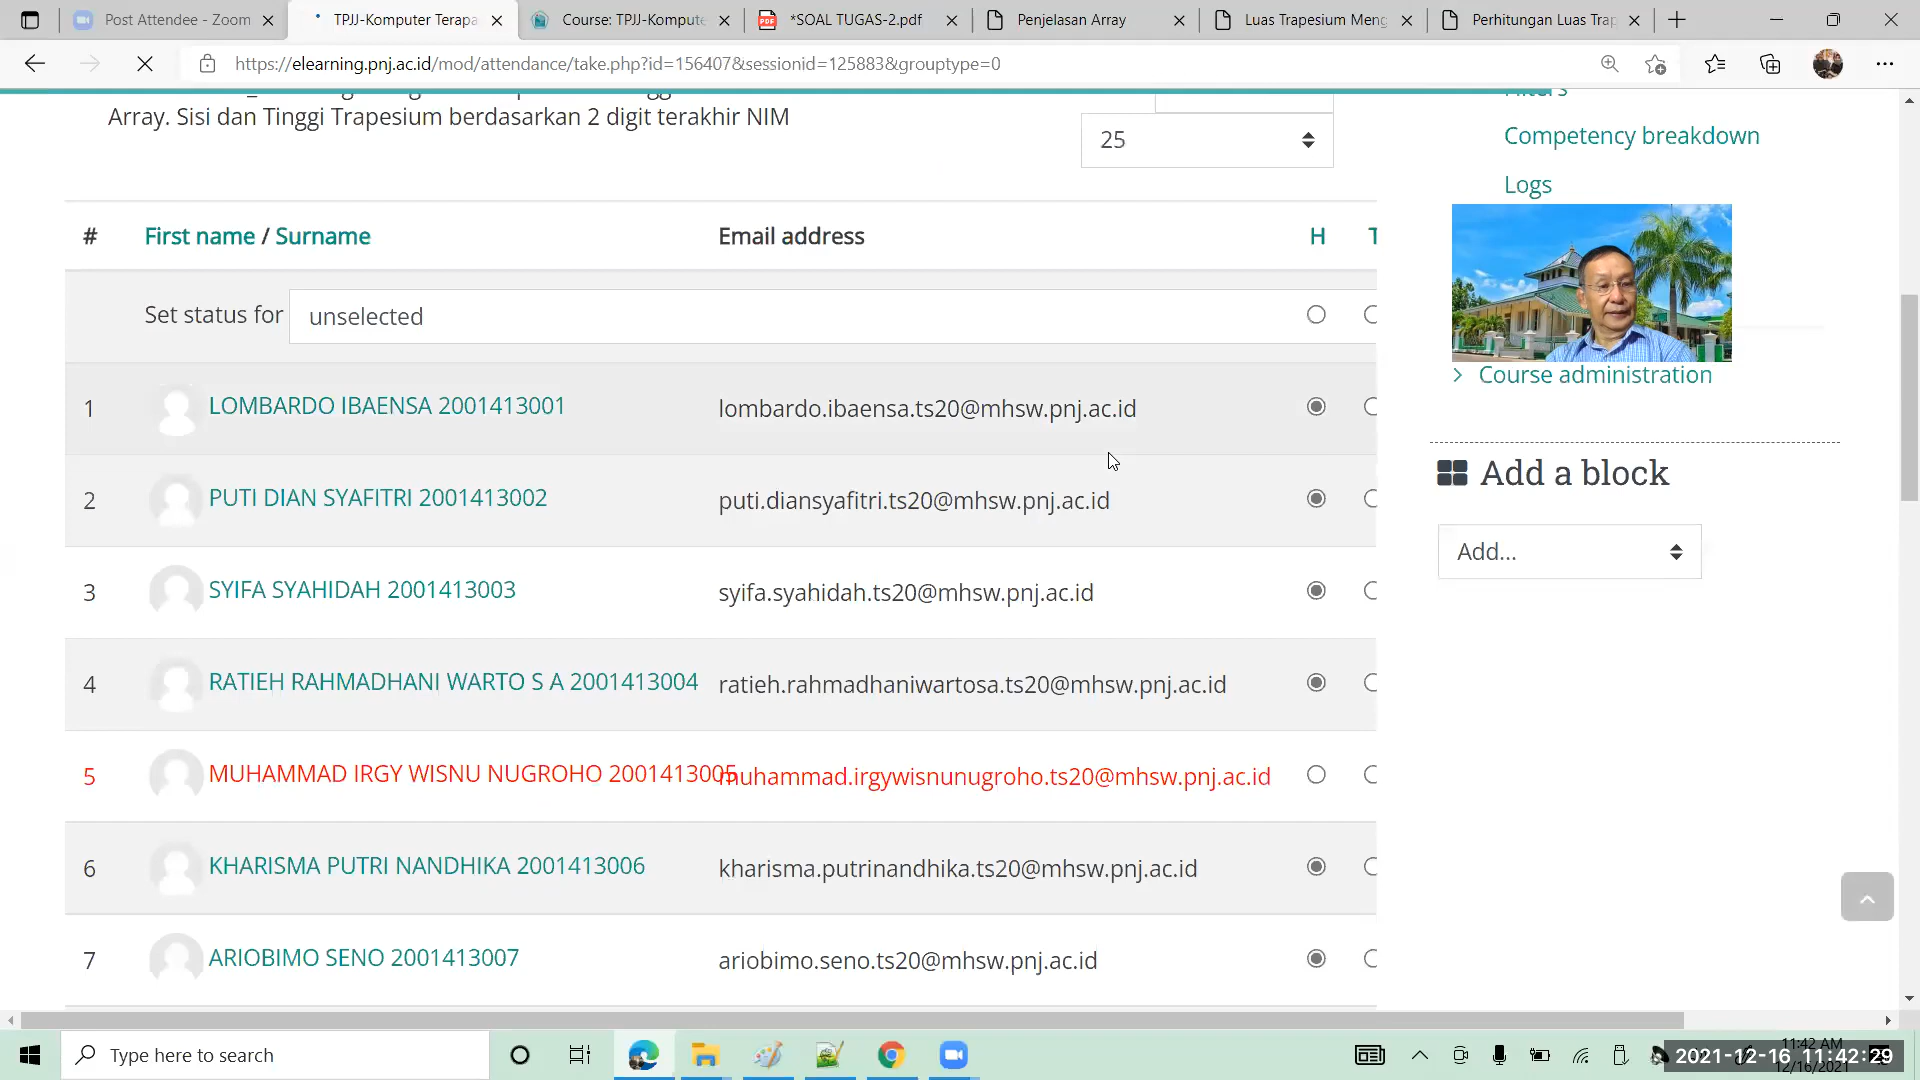 Post Attendee - Zoom
TPJJ-Komputer Terapa
Course: TPJJ-Kompute
*SOAL TUGAS-2.pdf
Penjelasan Array
Luas Trapesium Meng
Perhitungan Luas Trap
https://elearning.pnj.ac.id/mod/attendance/take.php?id=156407&sessionid=125883&grouptype=0
Array. Sisi dan Tinggi Trapesium berdasarkan 2 digit terakhir NIM
25
Filters
Competency breakdown
Logs
Course administration
Add a block
Add...
# First name / Surname Email address H T
Set status for unselected
1 LOMBARDO IBAENSA 2001413001 lombardo.ibaensa.ts20@mhsw.pnj.ac.id
2 PUTI DIAN SYAFITRI 2001413002 puti.diansyafitri.ts20@mhsw.pnj.ac.id
3 SYIFA SYAHIDAH 2001413003 syifa.syahidah.ts20@mhsw.pnj.ac.id
4 RATIEH RAHMADHANI WARTO S A 2001413004 ratieh.rahmadhaniwartosa.ts20@mhsw.pnj.ac.id
5 MUHAMMAD IRGY WISNU NUGROHO 2001413005 muhammad.irgywisnunugroho.ts20@mhsw.pnj.ac.id
6 KHARISMA PUTRI NANDHIKA 2001413006 kharisma.putrinandhika.ts20@mhsw.pnj.ac.id
7 ARIOBIMO SENO 2001413007 ariobimo.seno.ts20@mhsw.pnj.ac.id
Type here to search
11:42 AM
2021-12-16 11:42:29
12/16/2021